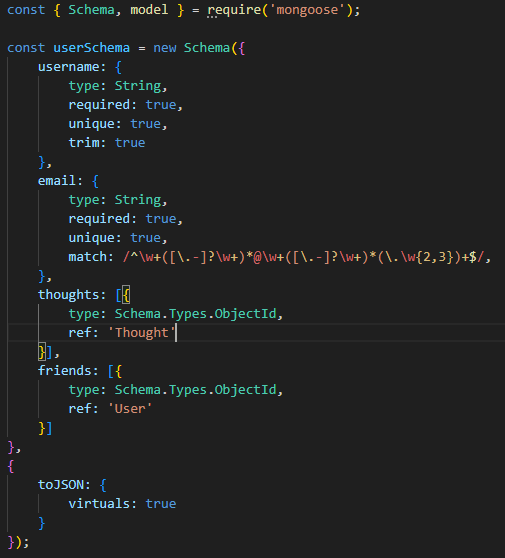 const { Schema, model } = require('mongoose');

const userSchema = new Schema({
    username: {
        type: String,
        required: true,
        unique: true,
        trim: true
    },
    email: {
        type: String,
        required: true,
        unique: true,
        match: /^\w+([\.-]?\w+)*@\w+([\.-]?\w+)*(\.\w{2,3})+$/,
    },
    thoughts: [{
        type: Schema.Types.ObjectId,
        ref: 'Thought'
    }],
    friends: [{
        type: Schema.Types.ObjectId,
        ref: 'User'
    }]
},
{
    toJSON: {
        virtuals: true
    }
});